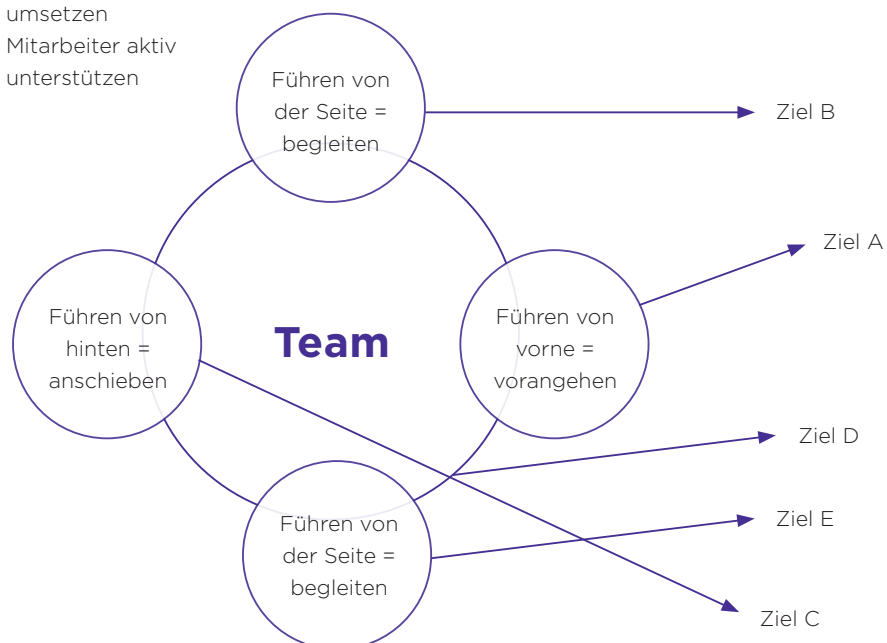 umsetzen
Mitarbeiter aktiv
unterstützen
Führen von
der Seite =
begleiten
Ziel B
Ziel A
Führen von
hinten =
anschieben
Team
Führen von
vorne =
vorangehen
Ziel D
Führen von
der Seite =
begleiten
Ziel E
Ziel C